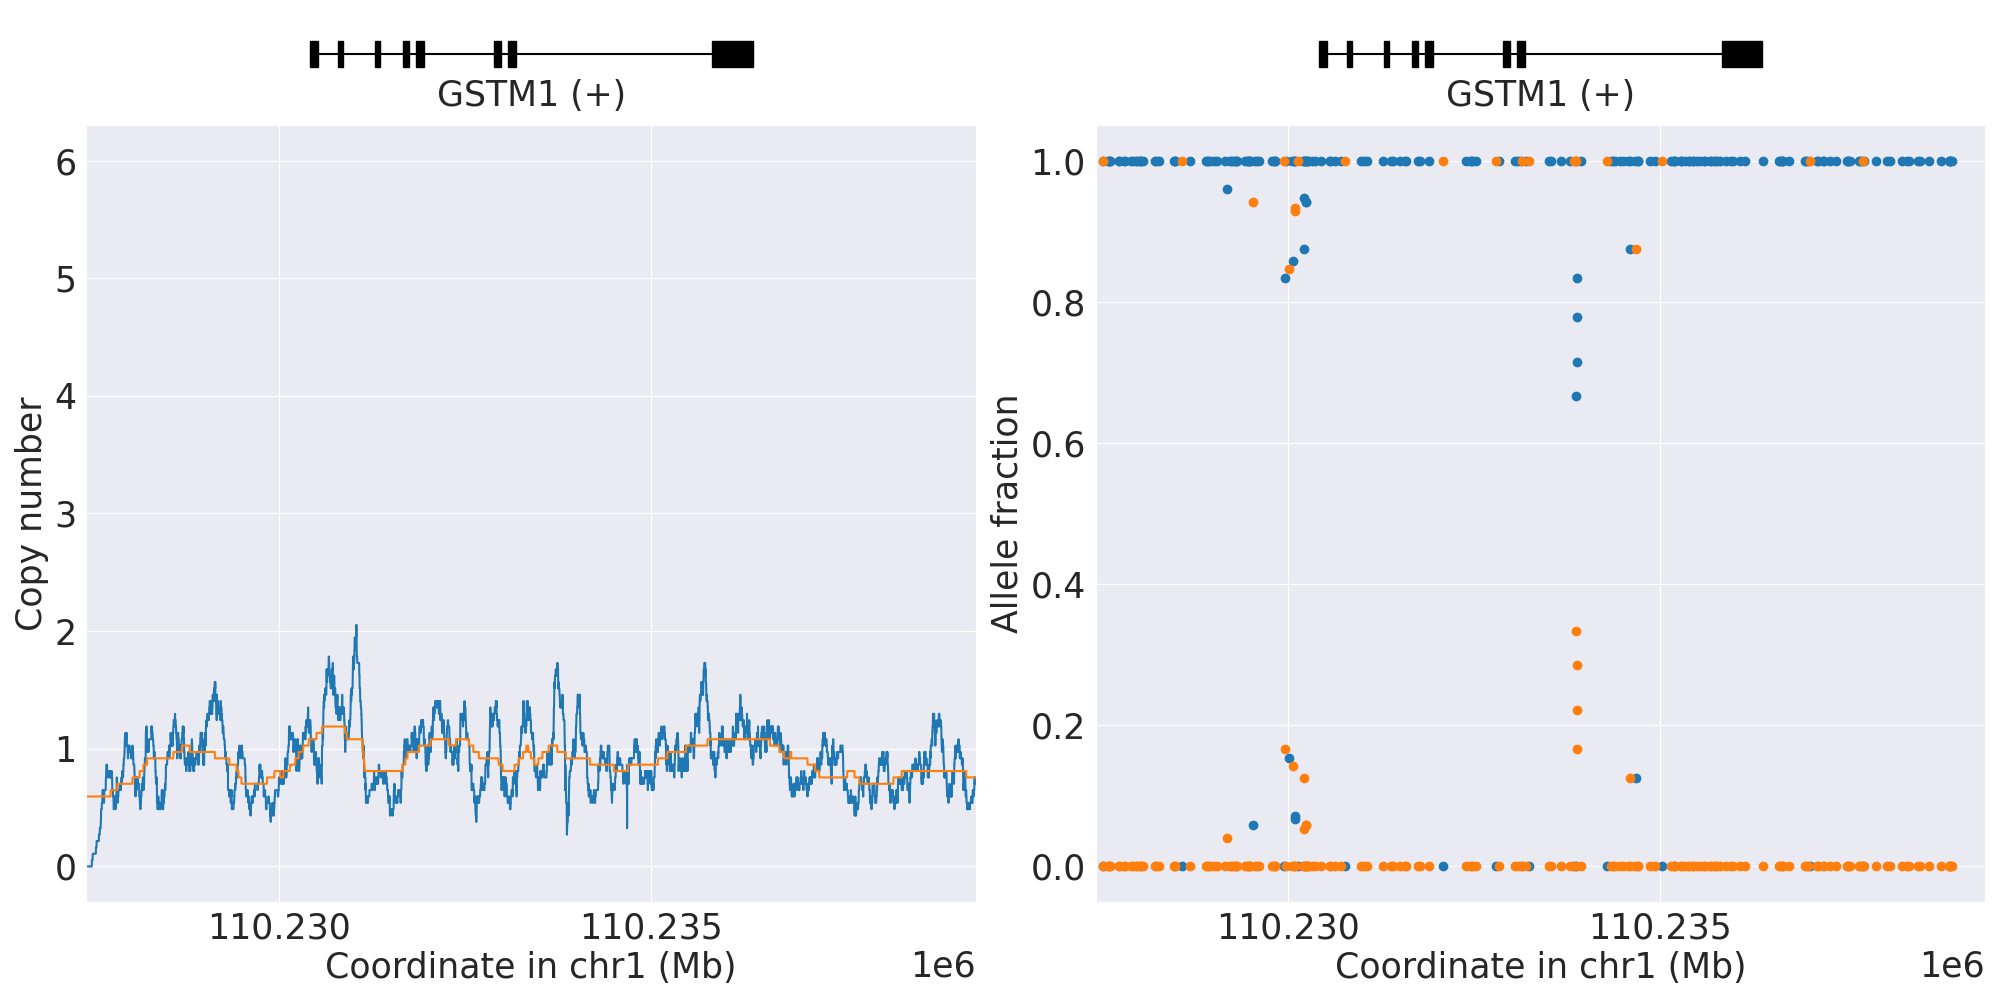 GSTM1 (+)
6
5
4
3
2
1
0
Copy number
110.230
110.235
Coordinate in chr1 (Mb)
1e6
GSTM1 (+)
1.0
0.8
0.6
0.4
0.2
0.0
Allele fraction
110.230
110.235
Coordinate in chr1 (Mb)
1e6